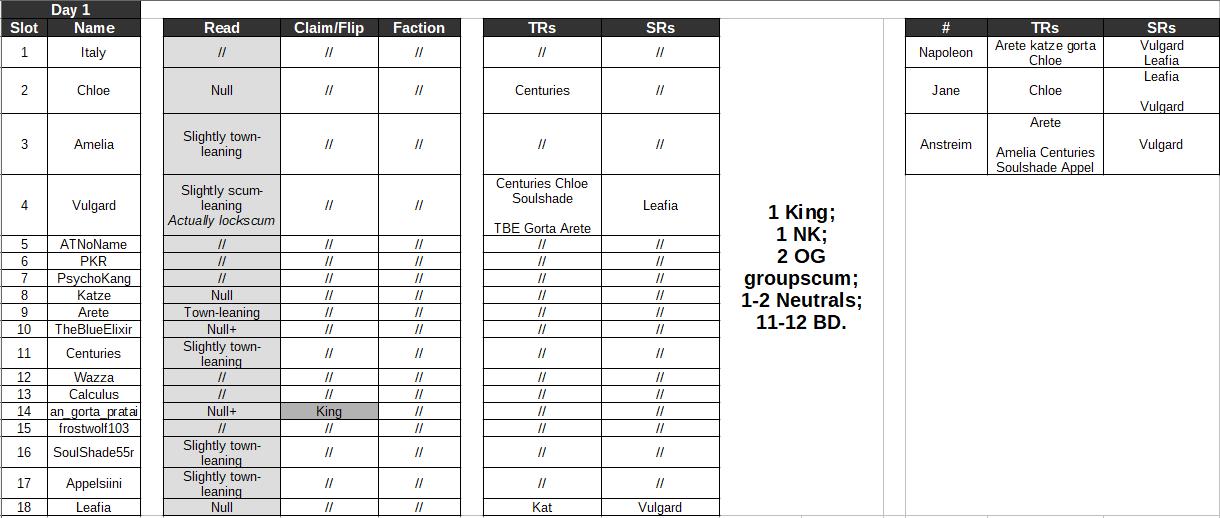 Day 1
Slot Name Read Claim/Flip Faction TRs SRs # TRs SRs
1 Italy // // // // // Napoleon Arete katze gorta Vulgard
Chloe Leafia
2 Chloe Null // // Centuries // Jane Chloe Leafia
Vulgard
3 Amelia Slightly town- // // // // Anstreim Arete Vulgard
leaning
Amelia Centuries
Soulshade Appel
4 Vulgard Slightly scum- // // Centuries Chloe Leafia
leaning Soulshade
Actually lockscum
TBE Gorta Arete
5 ATNoName // // // // //
6 PKR // // // // //
7 PsychoKang // // // // //
8 Katze Null // // // //
9 Arete Town-leaning // // // //
10 TheBlueElixir Null+ // // // //
11 Centuries Slightly town- // // // //
leaning
12 Wazza // // // // //
13 Calculus // // // // //
14 an_gorta_pratai Null+ King // // //
15 frostwolf103 // // // // //
16 SoulShade55r Slightly town- // // // //
leaning
17 Appelsiini Slightly town- // // // //
leaning
18 Leafia Null // // Kat Vulgard
1 King;
1 NK;
2 OG
groupscum;
1-2 Neutrals;
11-12 BD.